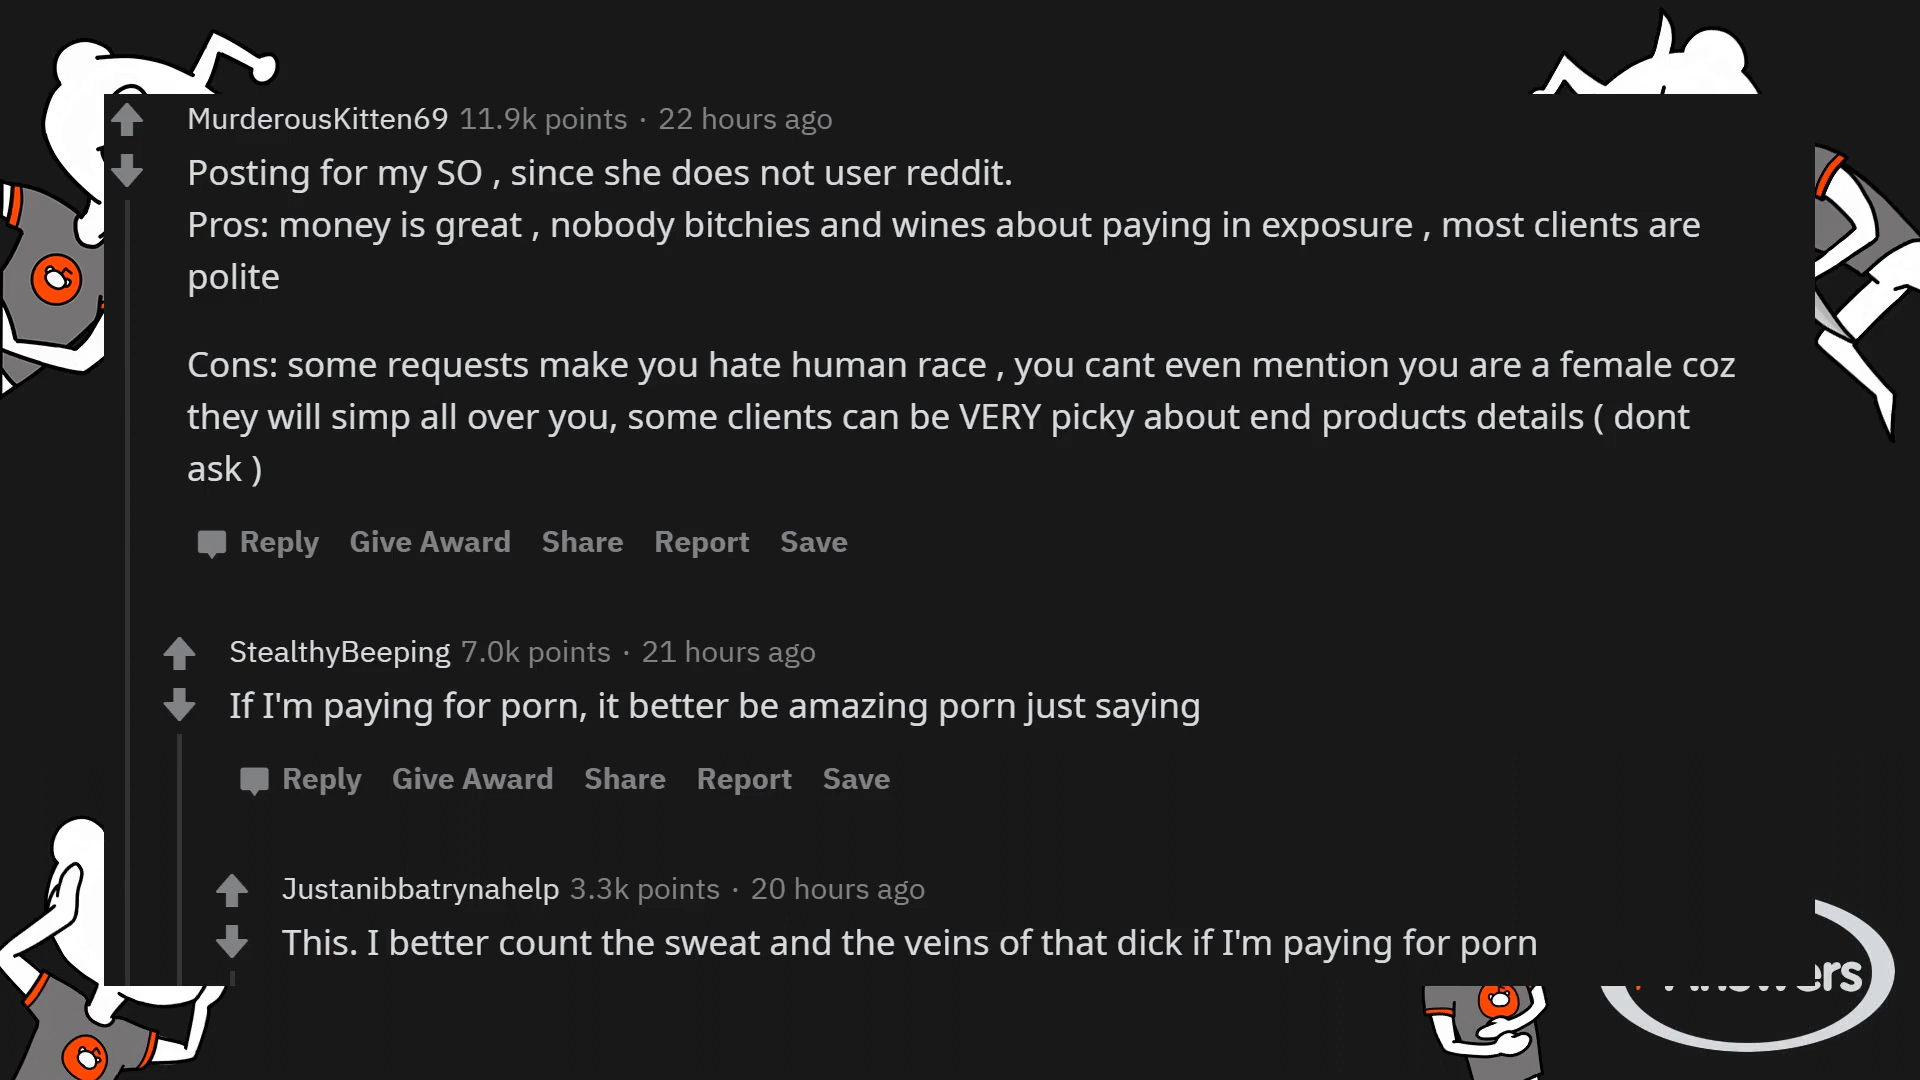 MurderousKitten69 11.9k points · 22 hours ago
Posting for my SO , since she does not user reddit.
Pros: money is great , nobody bitchies and wines about paying in exposure , most clients are
polite
Cons: some requests make you hate human race , you cant even mention you are a female coz
they will simp all over you, some clients can be VERY picky about end products details ( dont
ask )
Reply Give Award Share Report Save
StealthyBeeping 7.0k points · 21 hours ago
If I'm paying for porn, it better be amazing porn just saying
Reply Give Award Share Report Save
Justanibbatrynahelp 3.3k points · 20 hours ago
This. I better count the sweat and the veins of that dick if I'm paying for porn